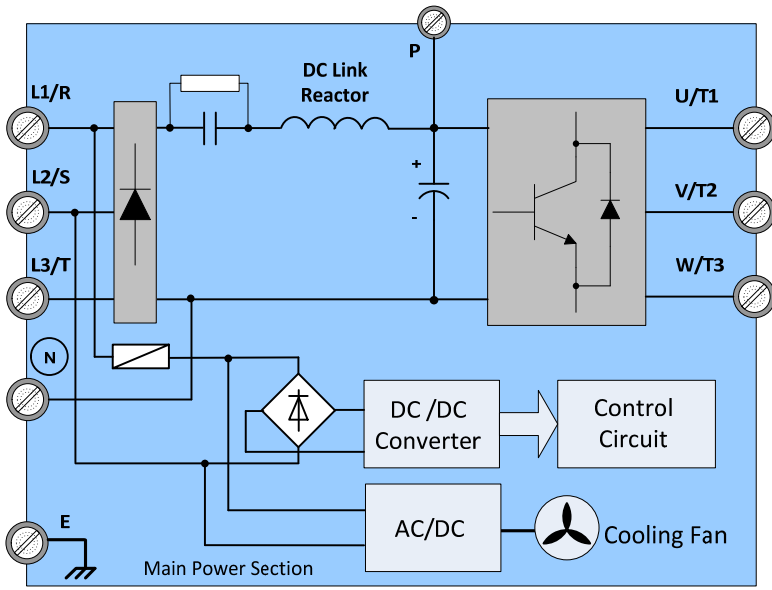 P
L1/R
DC Link
Reactor
U/T1
+
L2/S
V/T2
-
L3/T
W/T3
N
DC /DC
Converter
Control
Circuit
E
AC/DC
Cooling Fan
Main Power Section